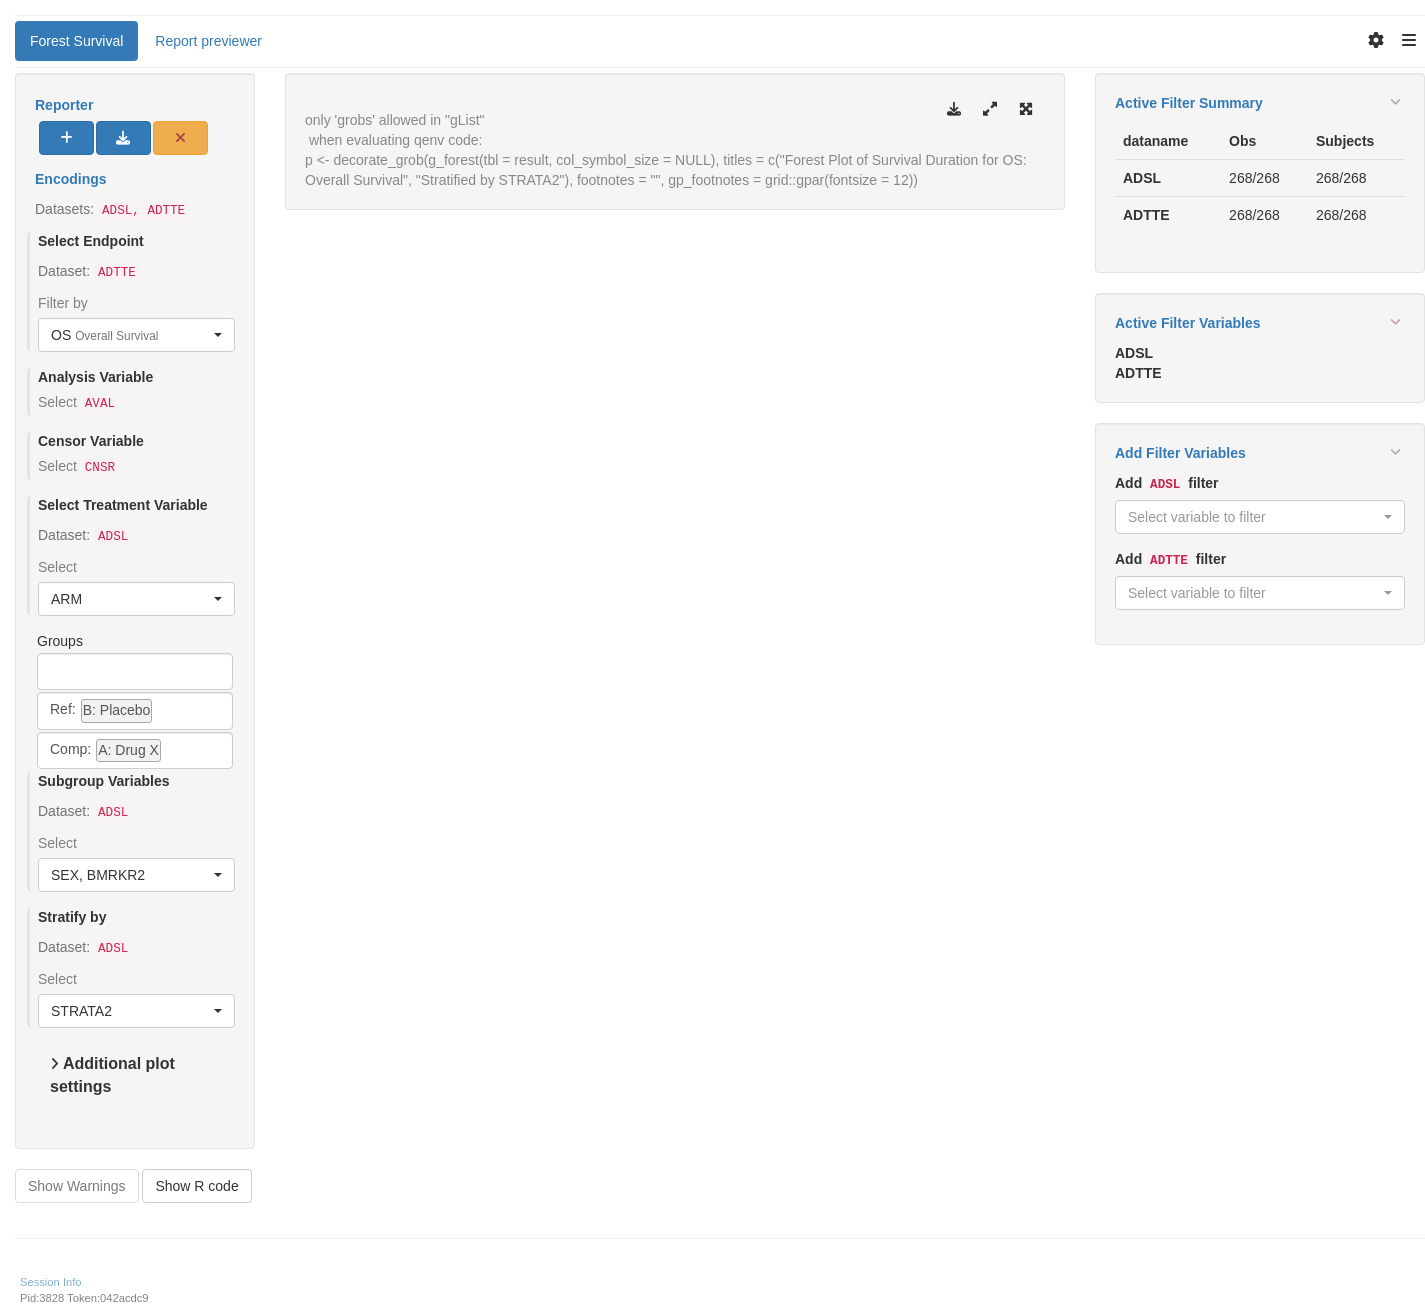 Forest Survival
Report previewer
Reporter
Encodings
Datasets: ADSL, ADTTE
Select Endpoint
Dataset: ADTTE
Filter by
OS Overall Survival
Analysis Variable
Select AVAL
Censor Variable
Select CNSR
Select Treatment Variable
Dataset: ADSL
Select
ARM
Groups
Ref: B: Placebo
Comp: A: Drug X
Subgroup Variables
Dataset: ADSL
Select
SEX, BMRKR2
Stratify by
Dataset: ADSL
Select
STRATA2
Additional plot
settings
Show Warnings
Show R code
only 'grobs' allowed in "gList"
when evaluating qenv code:
p <- decorate_grob(g_forest(tbl = result, col_symbol_size = NULL), titles = c("Forest Plot of Survival Duration for OS:
Overall Survival", "Stratified by STRATA2"), footnotes = "", gp_footnotes = grid::gpar(fontsize = 12))
Active Filter Summary
dataname Obs Subjects
ADSL 268/268 268/268
ADTTE 268/268 268/268
Active Filter Variables
ADSL
ADTTE
Add Filter Variables
Add ADSL filter
Select variable to filter
Add ADTTE filter
Select variable to filter
Session Info
Pid:3828 Token:042acdc9